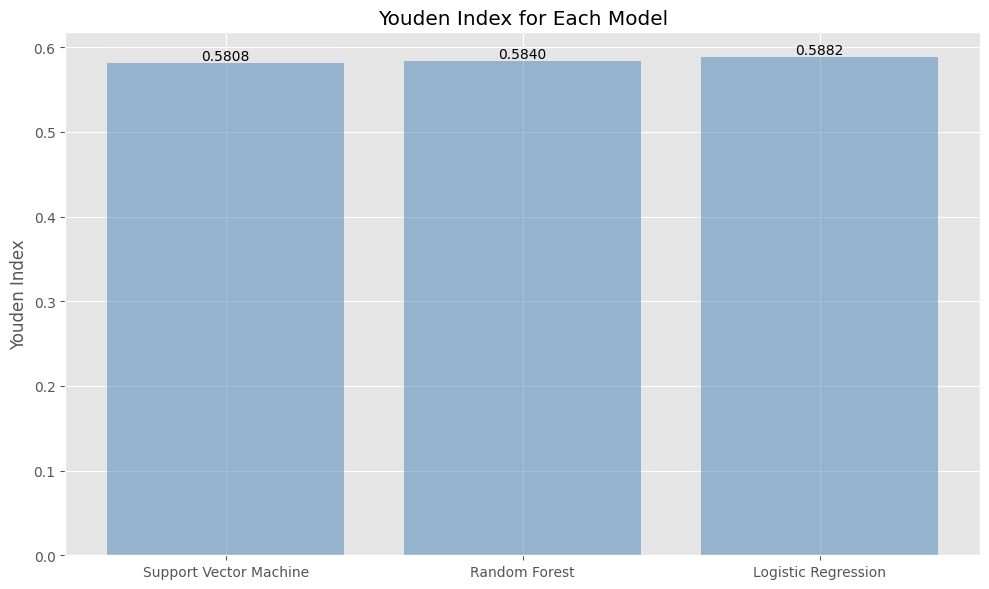 Youden Index for Each Model
Youden Index
0.6
0.5
0.4
0.3
0.2
0.1
0.0
0.5808
0.5840
0.5882
Support Vector Machine
Random Forest
Logistic Regression